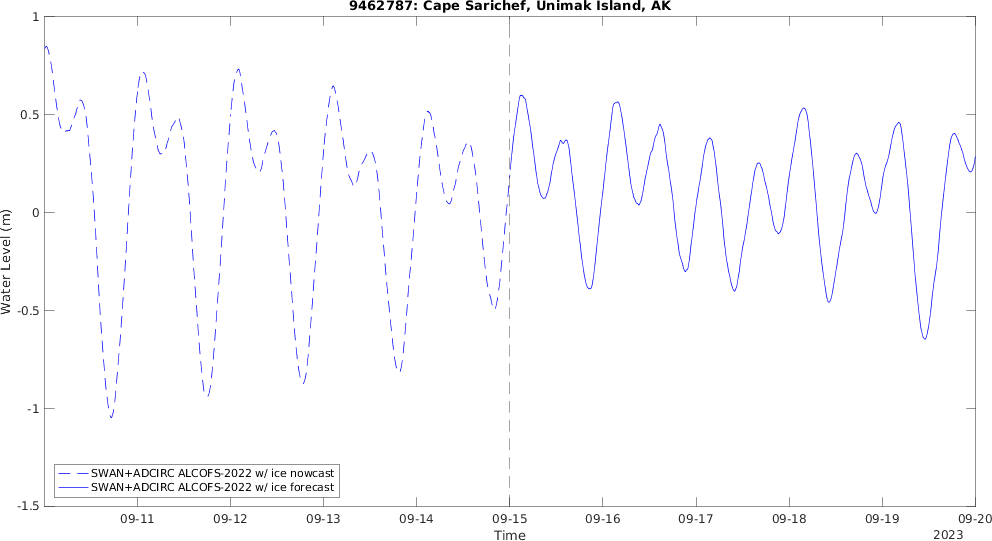 9462787: Cape Sarichef, Unimak Island, AK
Water Level (m)
1
0.5
0
-0.5
-1
-1.5
SWAN+ADCIRC ALCOFS-2022 w/ ice nowcast
SWAN+ADCIRC ALCOFS-2022 w/ ice forecast
09-11 09-12 09-13 09-14 09-15 09-16 09-17 09-18 09-19 09-20
Time
2023